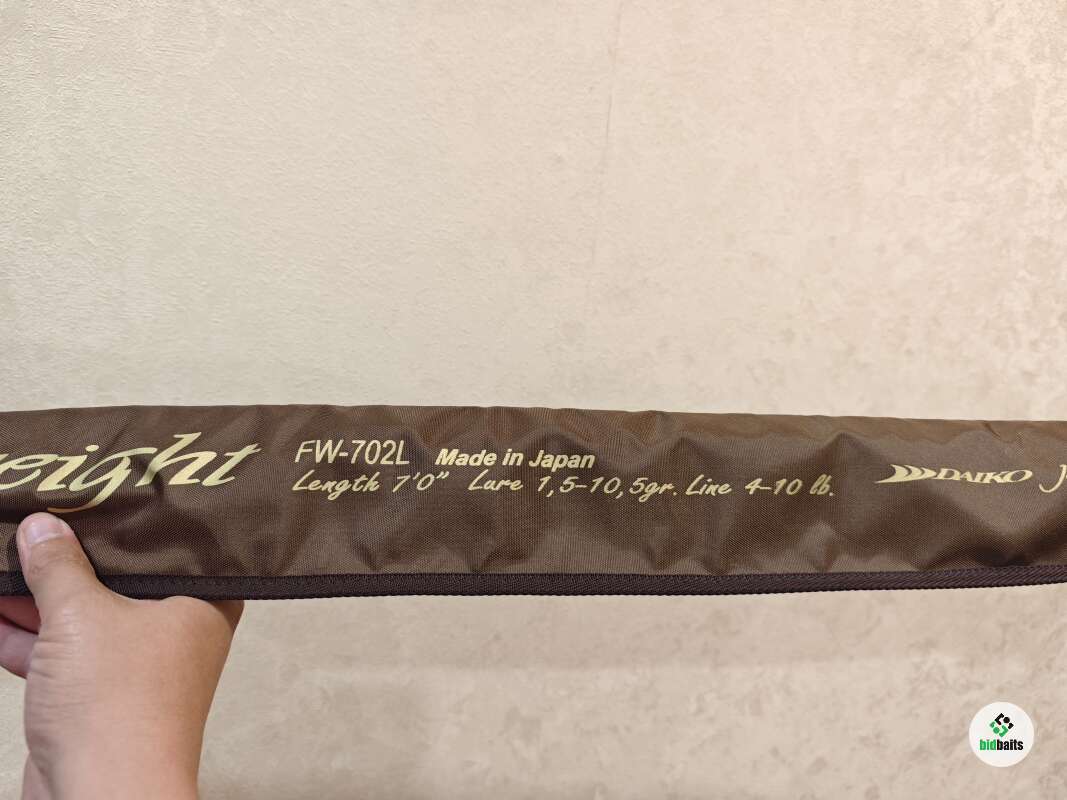 eight
FW-702L Made in Japan
Length 7'0" Lure 1,5-10,5gr. Line 4-10 lb.
DAIKO
bidbaits